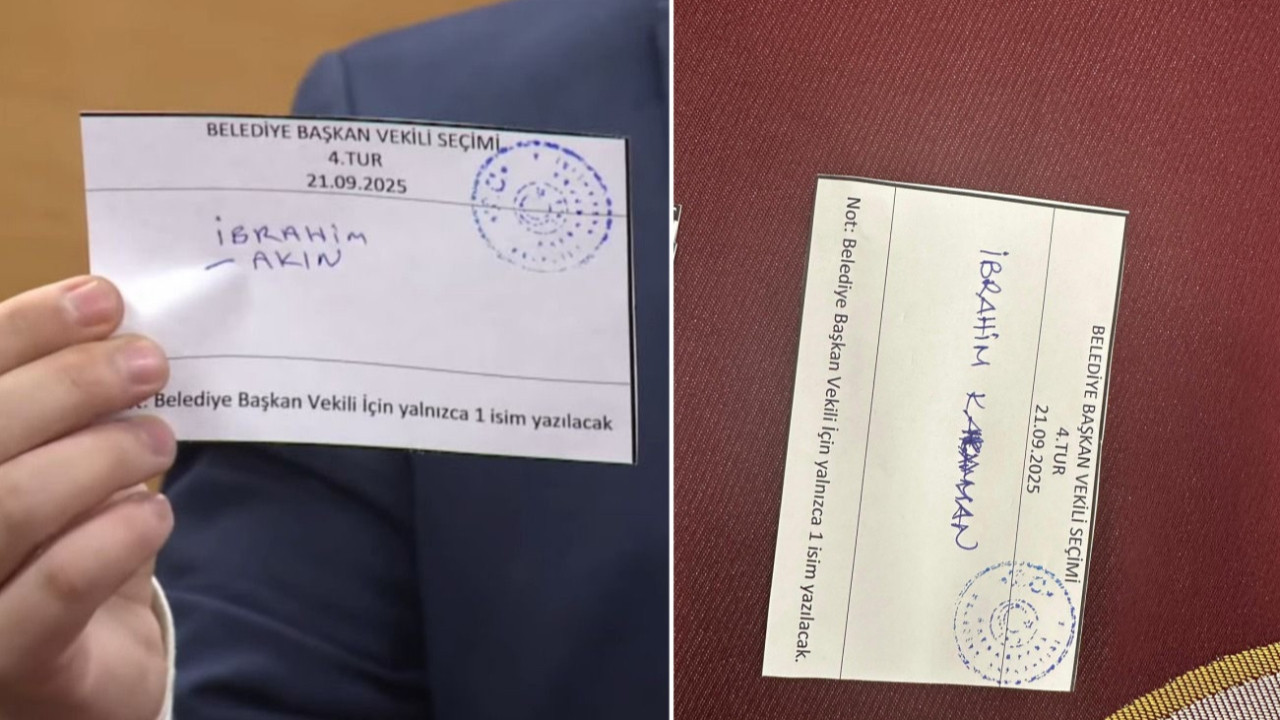 BELEDİYE BAŞKAN VEKİLİ SEÇİMİ
4.TUR
21.09.2025
İBRAHİM
– AKIN
Belediye Başkan Vekili İçin yalnızca 1 isim yazılacak
BELEDİYE BAŞKAN VEKİLİ SEÇİMİ
4.TUR
21.09.2025
İBRAHİM KARAMAN
Not: Belediye Başkan Vekili İçin yalnızca 1 isim yazılacak.